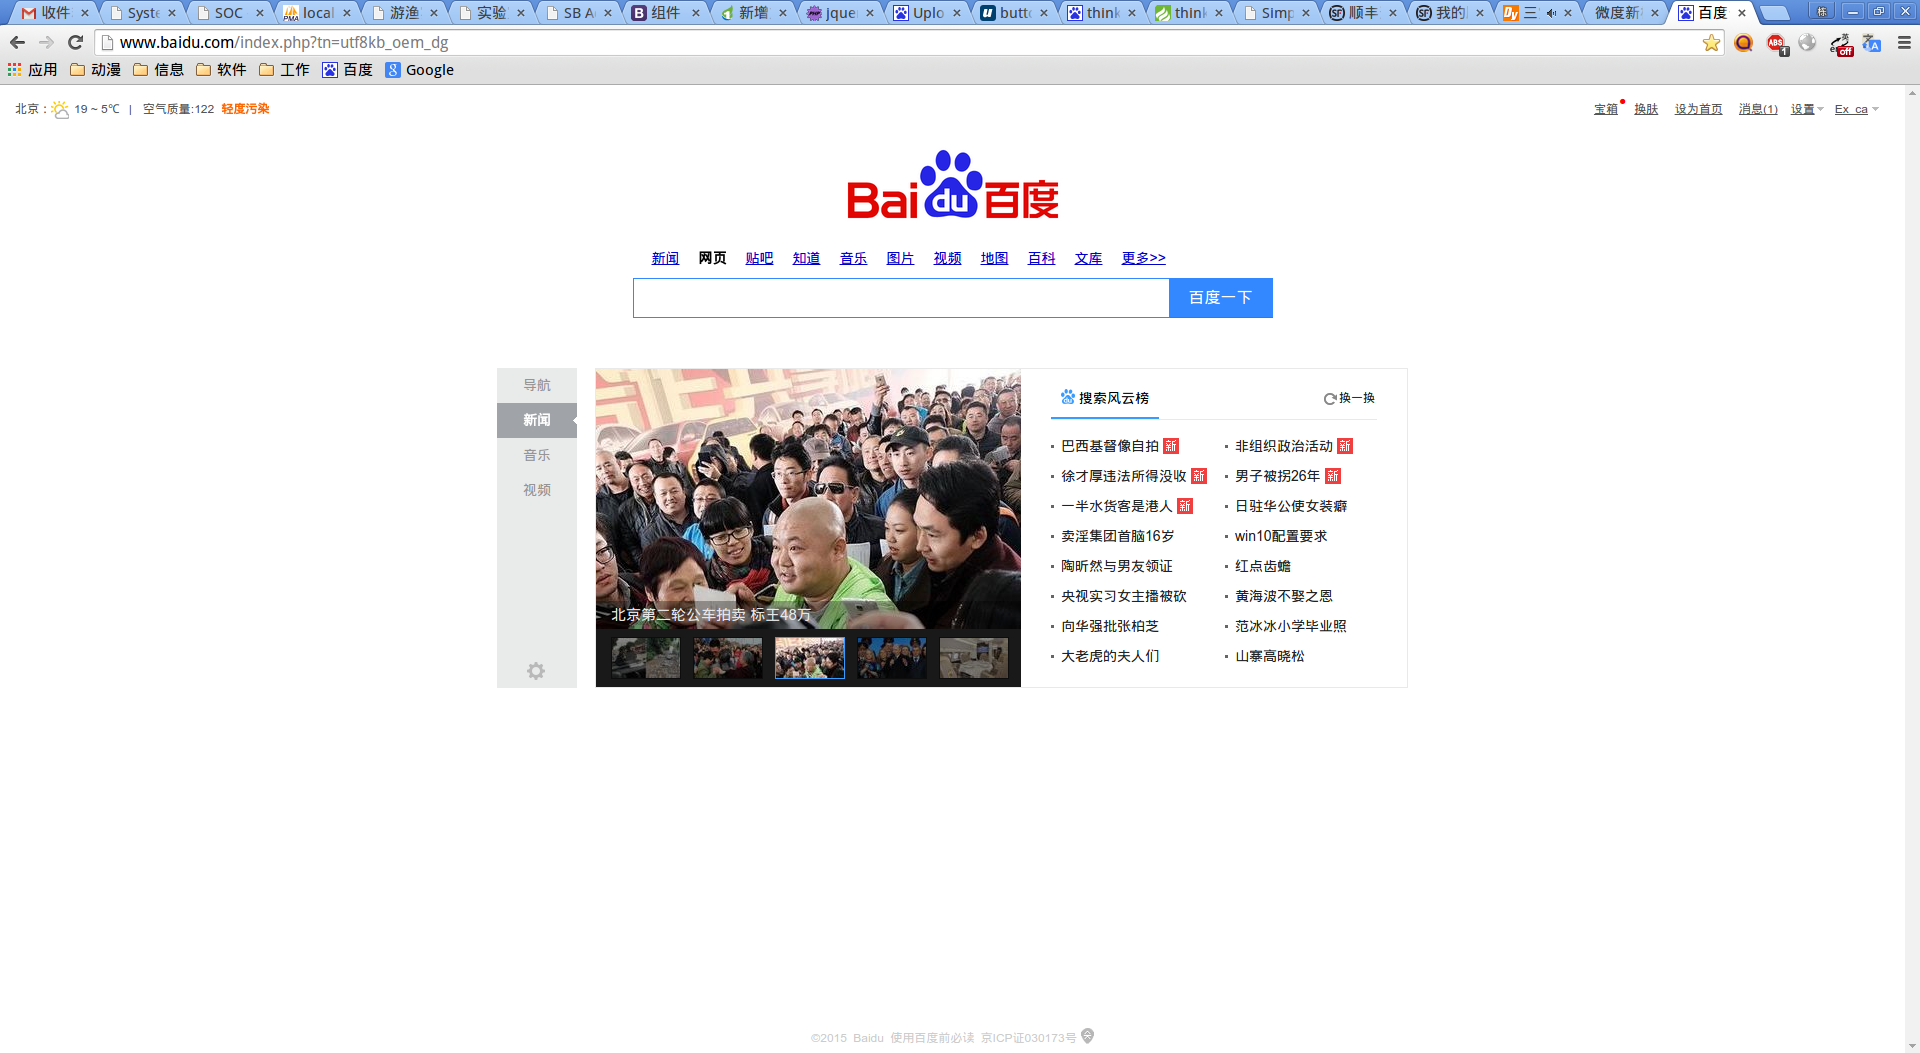 收件 Syst SOC local 游渔 实验 SB A 组件 新增 jque Uplo butt think think Simp 顺丰 我的 三 微度新 百度
www.baidu.com/index.php?tn=utf8kb_oem_dg
应用 动漫 信息 软件 工作 百度 Google
北京： 19 ~ 5℃ | 空气质量:122 轻度污染 宝箱 换肤 设为首页 消息(1) 设置 Ex_ca
Bai du 百度
新闻 网页 贴吧 知道 音乐 图片 视频 地图 百科 文库 更多>>
百度一下
导航
新闻
音乐
视频
北京第二轮公车拍卖 标王48万
搜索风云榜 换一换
巴西基督像自拍 新 非组织政治活动 新
徐才厚违法所得没收 新 男子被拐26年 新
一半水货客是港人 新 日驻华公使女装癖
卖淫集团首脑16岁 win10配置要求
陶昕然与男友领证 红点齿蟾
央视实习女主播被砍 黄海波不娶之恩
向华强批张柏芝 范冰冰小学毕业照
大老虎的夫人们 山寨高晓松
©2015 Baidu 使用百度前必读 京ICP证030173号